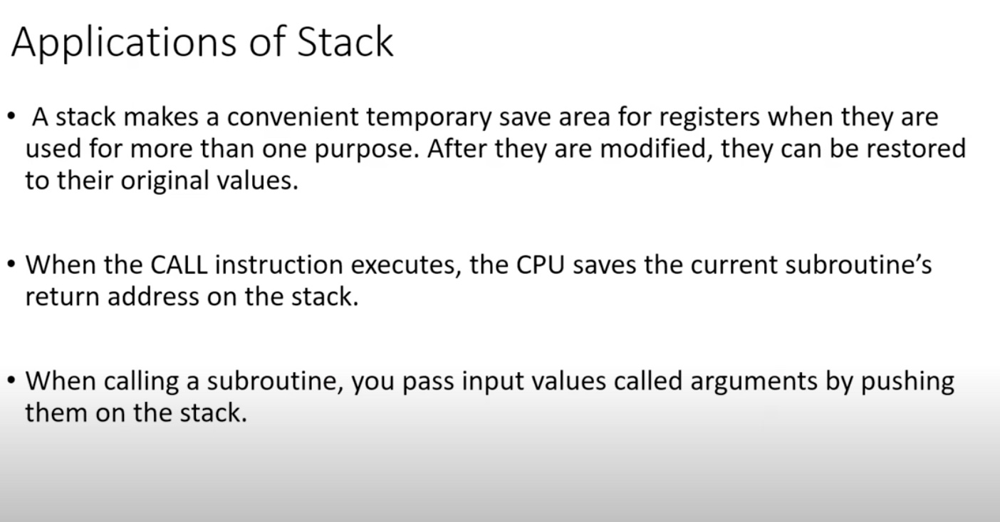 Applications of Stack
• A stack makes a convenient temporary save area for registers when they are
used for more than one purpose. After they are modified, they can be restored
to their original values.
• When the CALL instruction executes, the CPU saves the current subroutine’s
return address on the stack.
• When calling a subroutine, you pass input values called arguments by pushing
them on the stack.